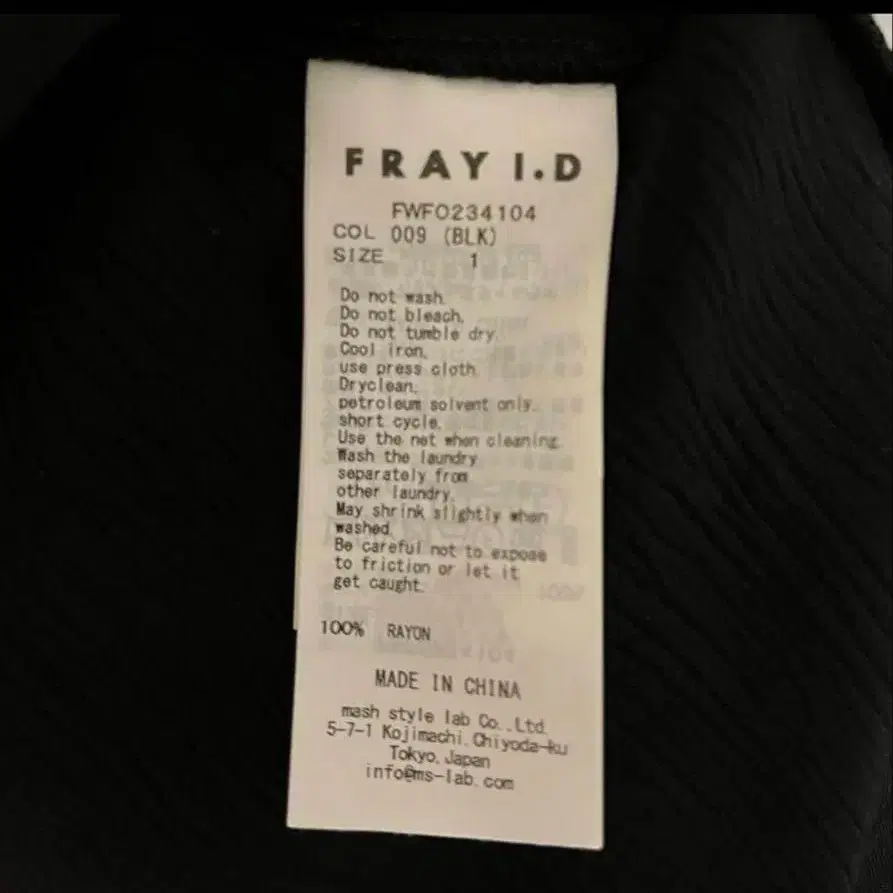 FRAY I.D
FWFO234104
COL 009 (BLK)
SIZE 1
Do not wash.
Do not bleach.
Do not tumble dry.
Cool iron.
use press cloth.
Dryclean.
petroleum solvent only.
short cycle.
Use the net when cleaning.
Wash the laundry
separately from
other laundry.
May shrink slightly when
washed.
Be careful not to expose
to friction or let it
get caught.
100% RAYON
MADE IN CHINA
mash style lab Co.,Ltd.
5-7-1 Kojimachi,Chiyoda-ku
Tokyo,Japan
info@ms-lab.com